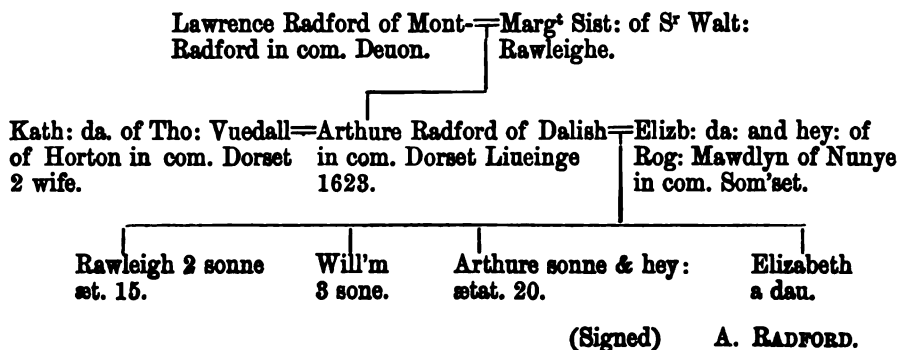 Lawrence Radford of Mont-=Margᵗ Sist: of Sʳ Walt:
Radford in com. Deuon. Rawleighe.
Kath: da. of Tho: Vuedall=Arthure Radford of Dalish=Elizb: da: and hey: of
of Horton in com. Dorset in com. Dorset Liueinge Rog: Mawdlyn of Nunye
2 wife. 1623. in com. Som'set.
Rawleigh 2 sonne Will'm Arthure sonne & hey: Elizabeth
æt. 15. 3 sone. ætat. 20. a dau.
(Signed) A. RADFORD.